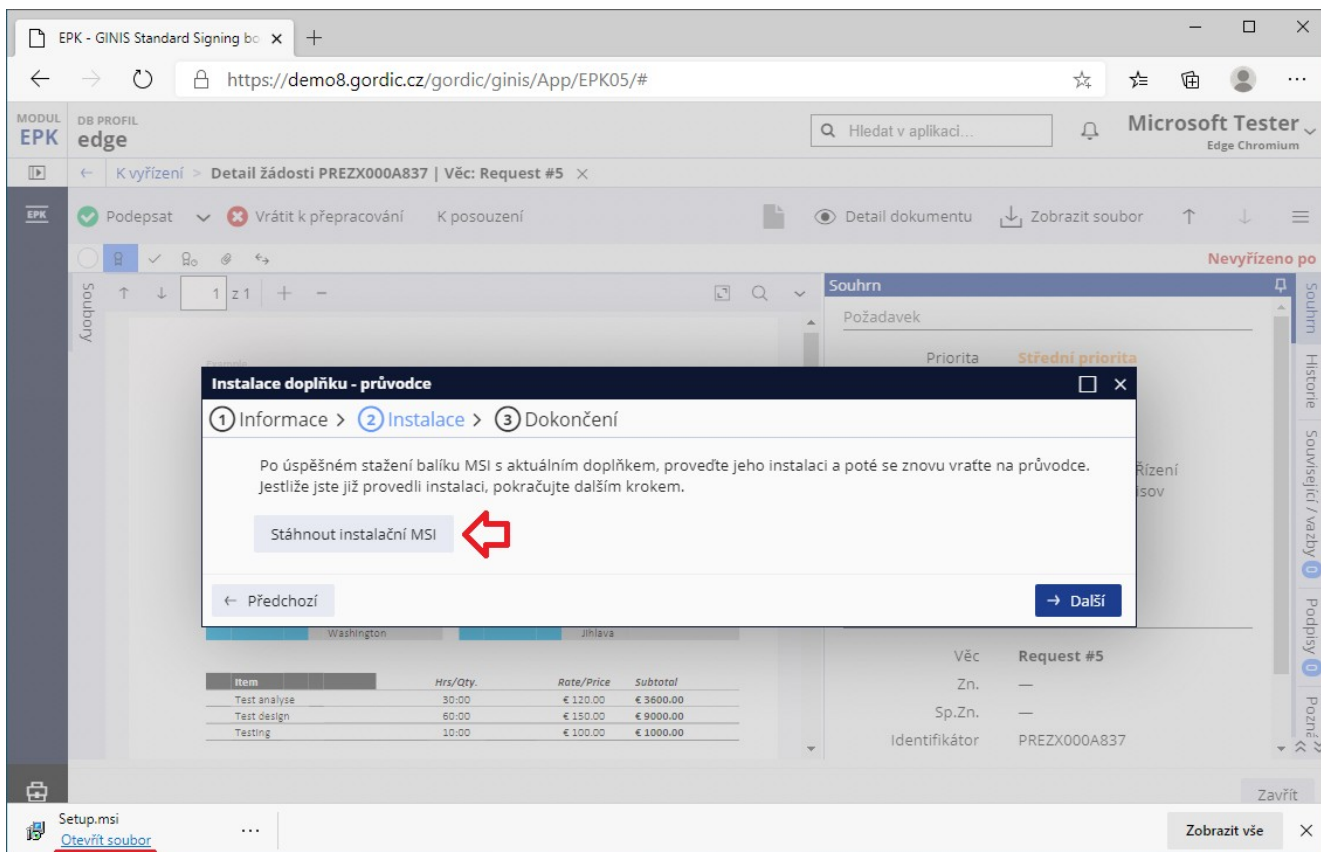 EPK - GINIS Standard Signing bo
https://demo8.gordic.cz/gordic/ginis/App/EPK05/#
MODUL
EPK
DB PROFIL
edge
Hledat v aplikaci...
Microsoft Tester
Edge Chromium
K vyřízení > Detail žádosti PREZX000A837 | Věc: Request #5
EPK
Podepsat
Vrátit k přepracování
K posouzení
Detail dokumentu
Zobrazit soubor
Nevyřízeno po
Soubory
1 z 1
Souhrn
Požadavek
Priorita
Střední priorita
Example
Instalace doplňku - průvodce
1 Informace > 2 Instalace > 3 Dokončení
Po úspěšném stažení balíku MSI s aktuálním doplňkem, proveďte jeho instalaci a poté se znovu vraťte na průvodce.
Jestliže jste již provedli instalaci, pokračujte dalším krokem.
Stáhnout instalační MSI
← Předchozí
→ Další
Řízení
isov
Washington
Jihlava
Item Hrs/Qty. Rate/Price Subtotal
Test analyse 30:00 € 120.00 € 3600.00
Test design 60:00 € 150.00 € 9000.00
Testing 10:00 € 100.00 € 1000.00
Věc Request #5
Zn. —
Sp.Zn. —
Identifikátor PREZX000A837
Souhrn
Historie
Související / vazby 0
Podpisy 0
Pozná
Zavřít
Setup.msi
Otevřít soubor
Zobrazit vše